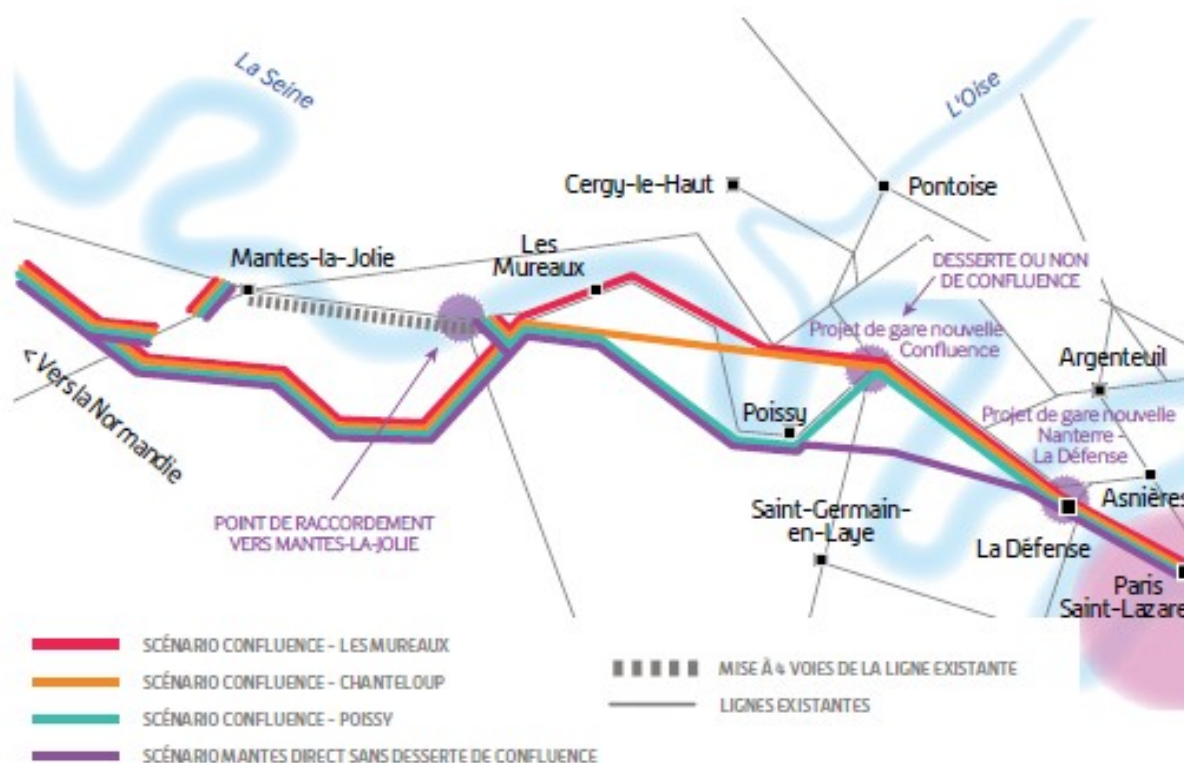 La Seine
L'Oise
Cergy-le-Haut
Pontoise
Mantes-la-Jolie
Les
Mureaux
DESSERTE OU NON
DE CONFLUENCE
Projet de gare nouvelle
Confluence
Argenteuil
< Vers la Normandie
Poissy
Projet de gare nouvelle
Nanterre -
La Défense
Saint-Germain-
en-Laye
Asnières
La Défense
POINT DE RACCORDEMENT
VERS MANTES-LA-JOLIE
Paris
Saint-Lazare
SCÉNARIO CONFLUENCE - LES MUREAUX
SCÉNARIO CONFLUENCE - CHANTELOUP
SCÉNARIO CONFLUENCE - POISSY
SCÉNARIO MANTES DIRECT SANS DESSERTE DE CONFLUENCE
MISE À 4 VOIES DE LA LIGNE EXISTANTE
LIGNES EXISTANTES